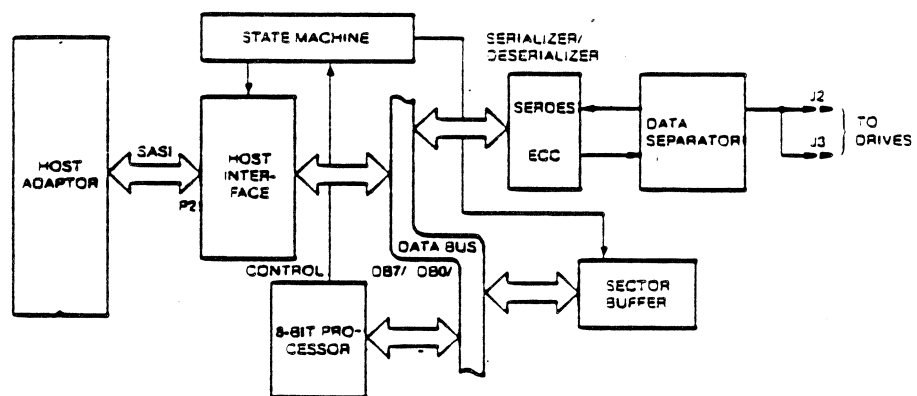 STATE MACHINE
SERIALIZER/
DESERIALIZER
SERDES
ECC
DATA
SEPARATOR
J2
J3
TO
DRIVES
HOST
ADAPTOR
SASI
P2
HOST
INTER-
FACE
DATA BUS
DB7/ DB0/
CONTROL
8-BIT PRO-
CESSOR
SECTOR
BUFFER